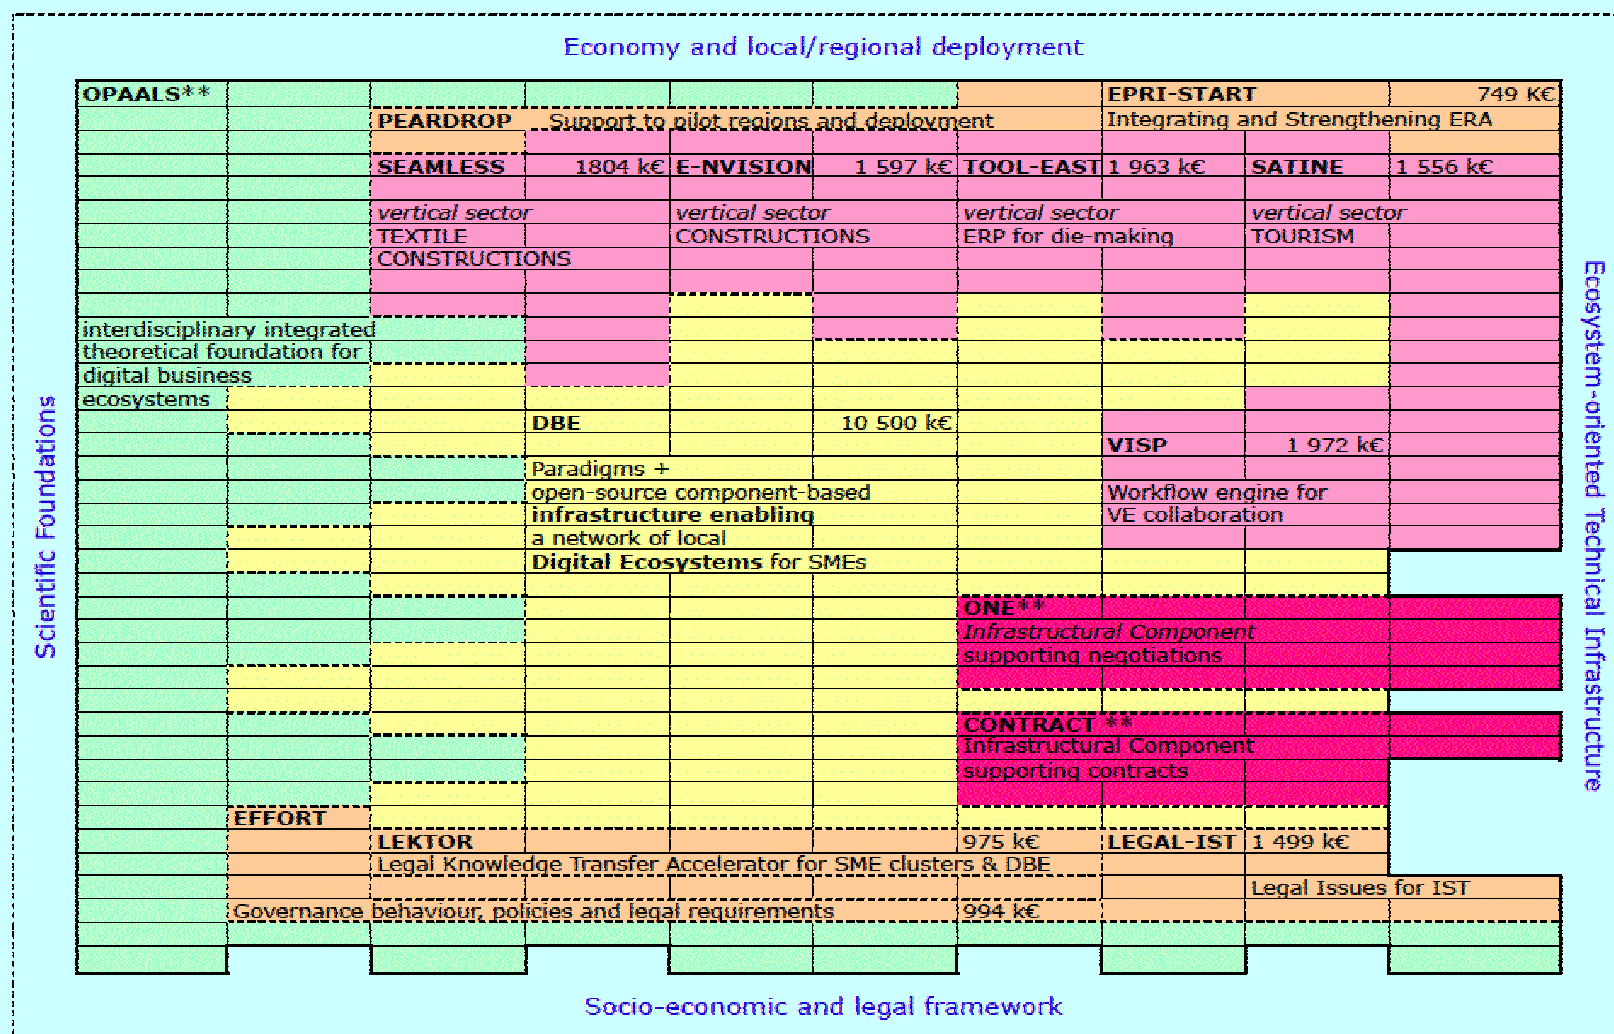 Economy and local/regional deployment
OPAALS** EPRI-START 749 K€
PEARDROP Support to pilot regions and deployment Integrating and Strengthening ERA
SEAMLESS 1804 k€ E-NVISION 1 597 k€ TOOL-EAST 1 963 k€ SATINE 1 556 k€
vertical sector vertical sector vertical sector vertical sector
TEXTILE CONSTRUCTIONS ERP for die-making TOURISM
CONSTRUCTIONS
interdisciplinary integrated
theoretical foundation for
digital business
ecosystems
DBE 10 500 k€
VISP 1 972 k€
Paradigms +
open-source component-based Workflow engine for
infrastructure enabling VE collaboration
a network of local
Digital Ecosystems for SMEs
ONE**
Infrastructural Component
supporting negotiations
CONTRACT **
Infrastructural Component
supporting contracts
EFFORT
LEKTOR 975 k€ LEGAL-IST 1 499 k€
Legal Knowledge Transfer Accelerator for SME clusters & DBE
Legal Issues for IST
Governance behaviour, policies and legal requirements 994 k€
Scientific Foundations
Ecosystem-oriented Technical Infrastructure
Socio-economic and legal framework